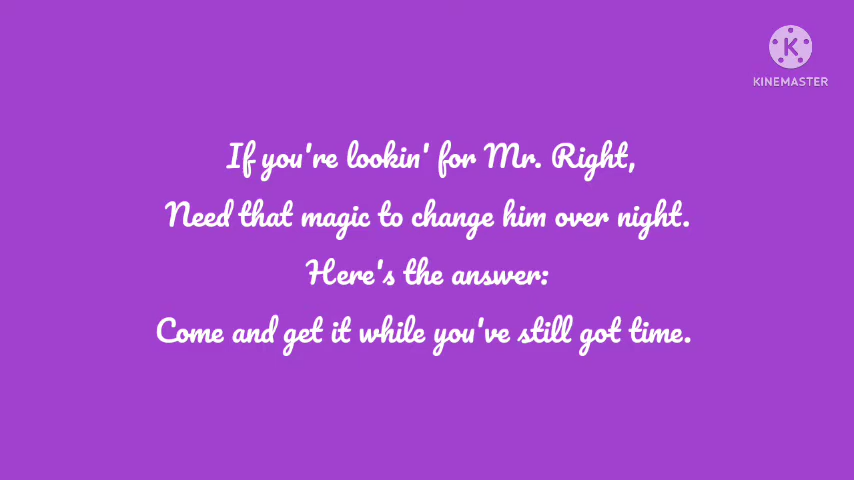 K
KINEMASTER
If you're lookin' for Mr. Right,
Need that magic to change him over night.
Here's the answer:
Come and get it while you've still got time.